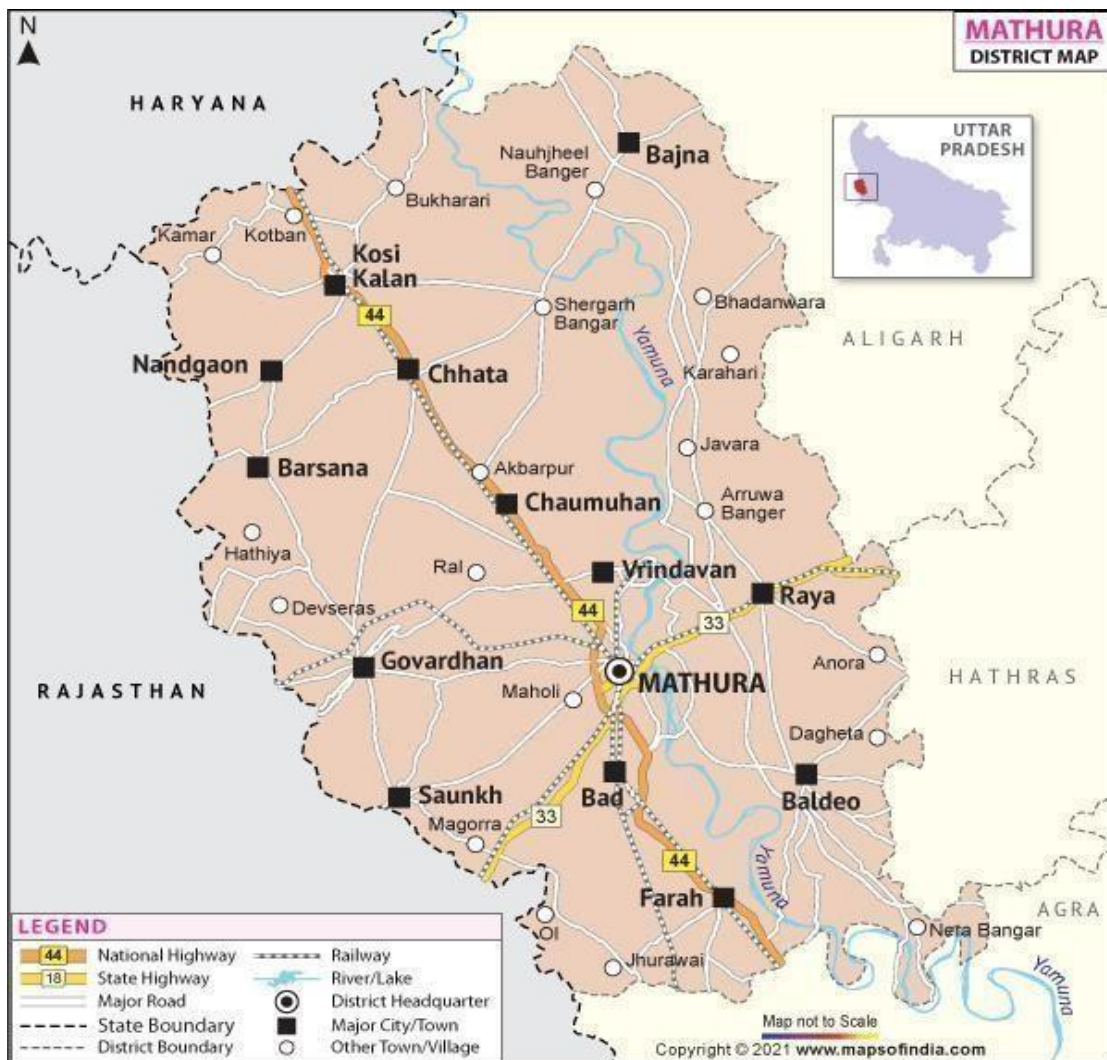 N
MATHURA
DISTRICT MAP
HARYANA
UTTAR
PRADESH
Bajna
Nauhjheel
Banger
Bukharari
Kotban
Kamar
Kosi
Kalan
44
Shergarh
Bangar
Bhadanwara
Yamuna
ALIGARH
Nandgaon
Chhata
Karahari
Barsana
Akbarpur
Javara
Chaumuhan
Arruwa
Banger
Hathiya
Ral
Vrindavan
Raya
Devseras
44
33
Govardhan
MATHURA
Anora
RAJASTHAN
Maholi
HATHRAS
Dagheta
Saunkh
Bad
Baldeo
Magorra
33
44
Yamuna
Farah
AGRA
Ol
Neta Bangar
Jhurawai
Yamuna
LEGEND
44 National Highway
18 State Highway
Major Road
State Boundary
District Boundary
Railway
River/Lake
District Headquarter
Major City/Town
Other Town/Village
Map not to Scale
Copyright © 2021 www.mapsofindia.com